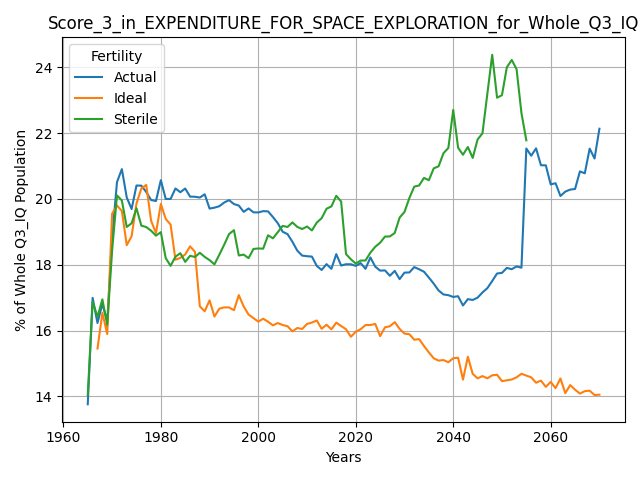 Score_3_in_EXPENDITURE_FOR_SPACE_EXPLORATION_for_Whole_Q3_IQ
Fertility
Actual
Ideal
Sterile
% of Whole Q3_IQ Population
24
22
20
18
16
14
1960
1980
2000
2020
2040
2060
Years